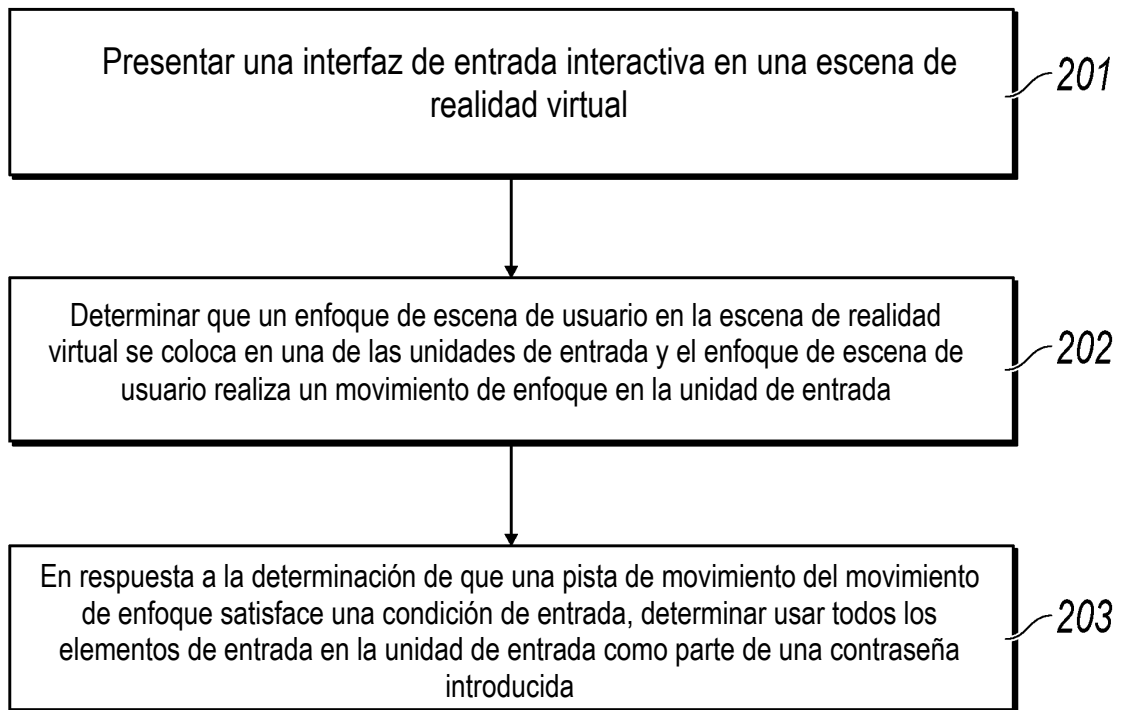 Presentar una interfaz de entrada interactiva en una escena de
realidad virtual
201
Determinar que un enfoque de escena de usuario en la escena de realidad
virtual se coloca en una de las unidades de entrada y el enfoque de escena de
usuario realiza un movimiento de enfoque en la unidad de entrada
202
En respuesta a la determinación de que una pista de movimiento del movimiento
de enfoque satisface una condición de entrada, determinar usar todos los
elementos de entrada en la unidad de entrada como parte de una contraseña
introducida
203